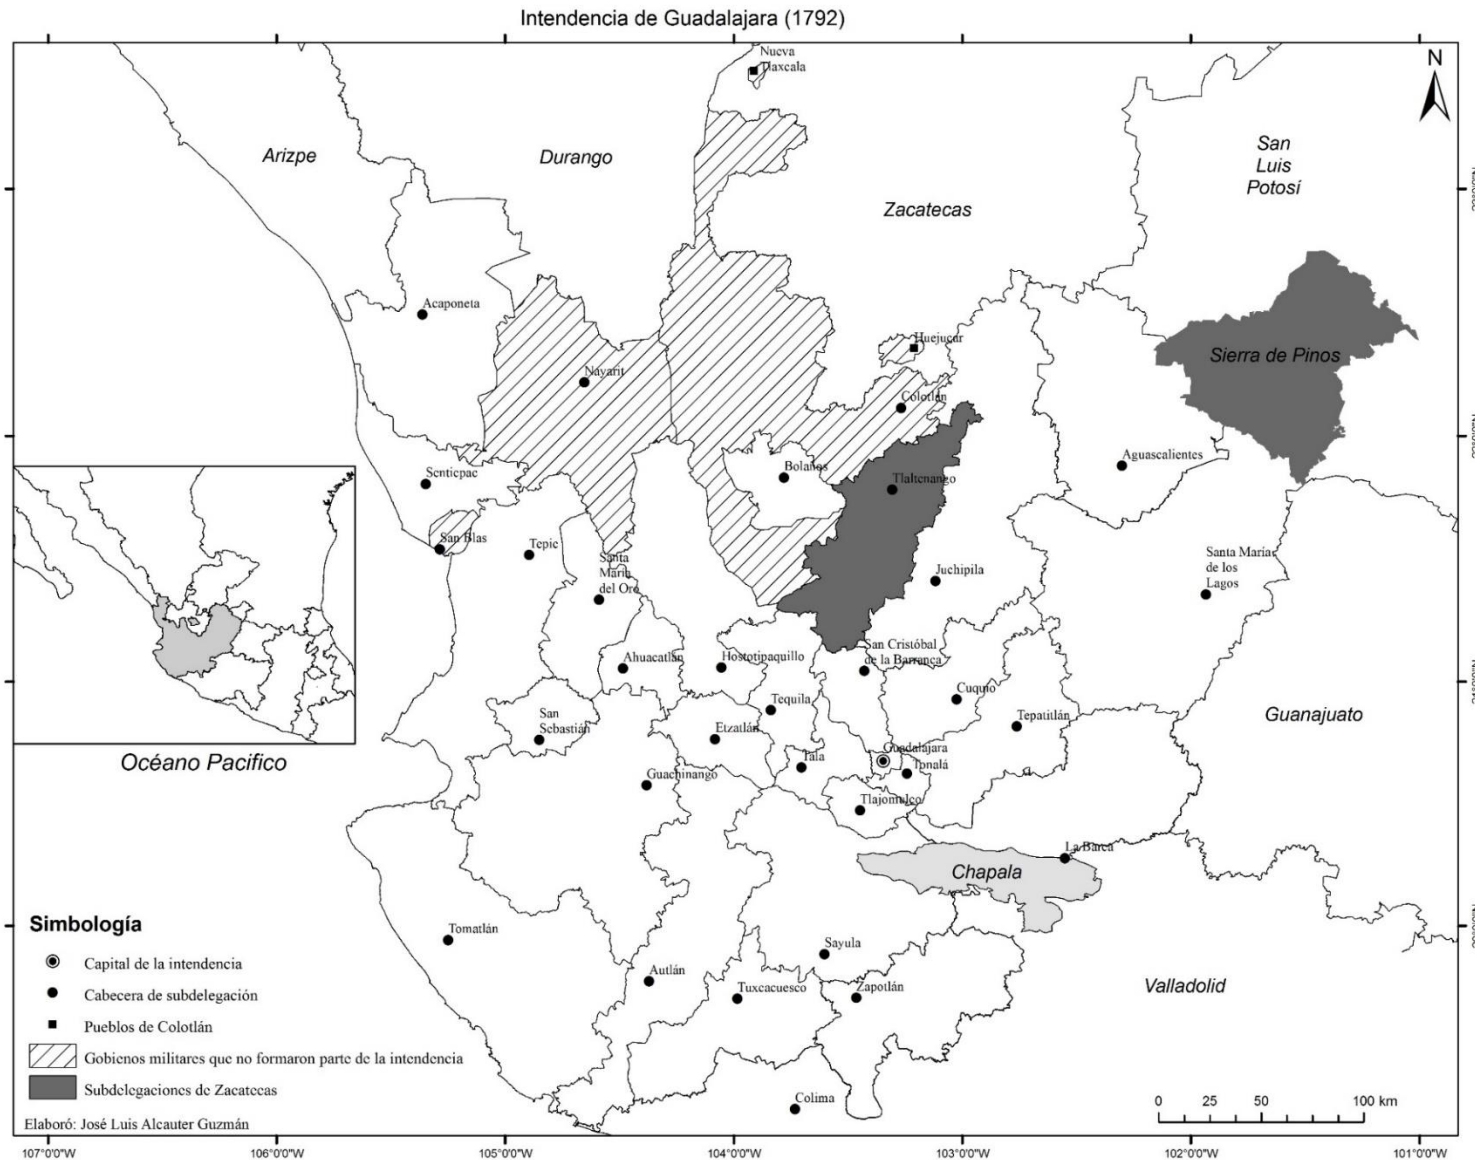 Intendencia de Guadalajara (1792)
Nueva
Tlaxcala
N
Arizpe
Durango
San
Luis
Potosí
Zacatecas
Acaponeta
Huejucar
Sierra de Pinos
Nayarit
Colotlán
Senticpac
Bolaños
Aguascalientes
Tlaltenango
San Blas
Tepic
Santa
María
del Oro
Juchipila
Santa María
de los
Lagos
Ahuacatlán
Hostotipaquillo
San Cristóbal
de la Barranca
Cuquio
Tequila
San
Sebastián
Etzatlán
Tepatitlán
Guanajuato
Océano Pacifico
Guachinango
Tala
Guadalajara
Tonalá
Tlajomulco
La Barca
Chapala
Simbología
Capital de la intendencia
Cabecera de subdelegación
Pueblos de Colotlán
Gobienos militares que no formaron parte de la intendencia
Subdelegaciones de Zacatecas
Elaboró: José Luis Alcauter Guzmán
Tomatlán
Autlán
Sayula
Tuxcacuesco
Zapotlán
Valladolid
Colima
0 25 50 100 km
107°0'0"W 106°0'0"W 105°0'0"W 104°0'0"W 103°0'0"W 102°0'0"W 101°0'0"W